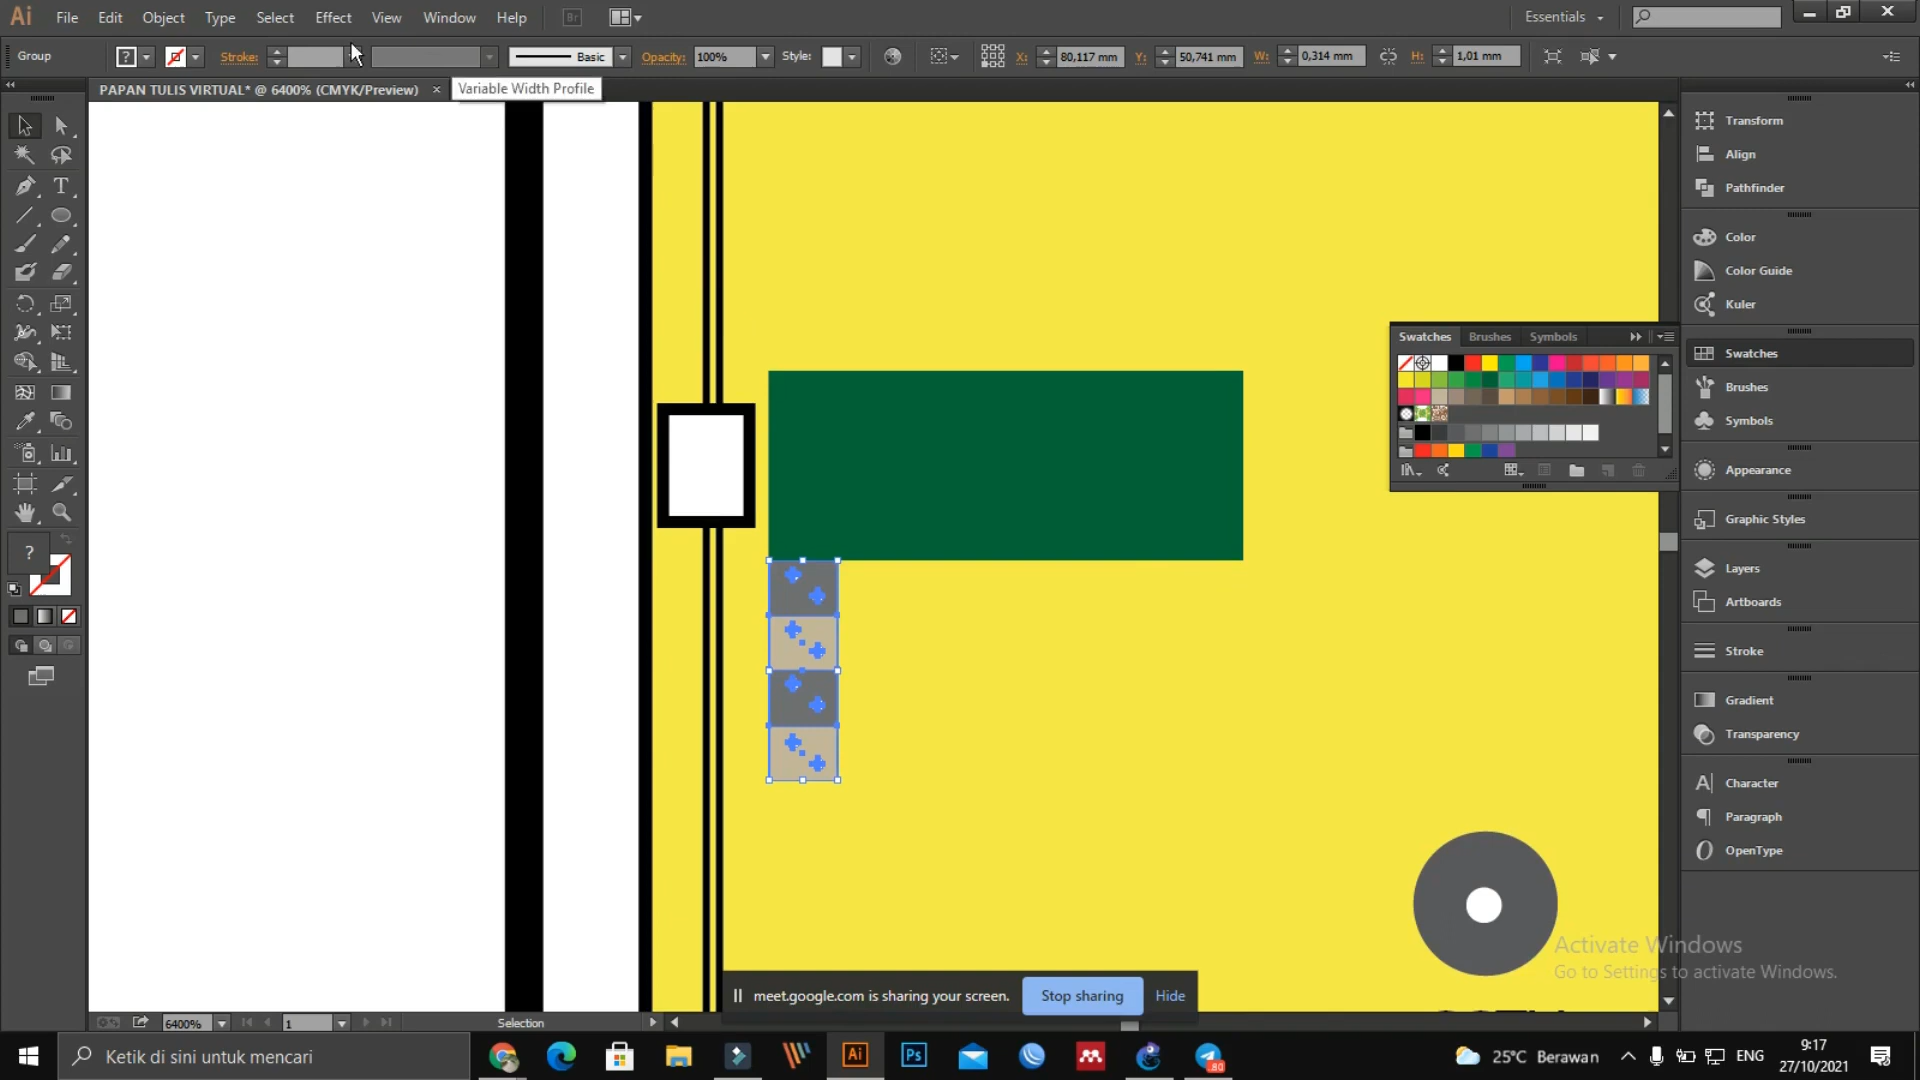 Ai File Edit Object Type Select Effect View Window Help Br Essentials
Group Stroke: Basic Opacity: 100% Style: X: 80,117 mm Y: 50,741 mm W: 0,314 mm H: 1,01 mm
PAPAN TULIS VIRTUAL* @ 6400% (CMYK/Preview) ×
Variable Width Profile
Transform
Align
Pathfinder
Color
Color Guide
Kuler
Swatches Brushes Symbols
Swatches
Brushes
Symbols
Appearance
Graphic Styles
Layers
Artboards
Stroke
Gradient
Transparency
Character
Paragraph
OpenType
?
Activate Windows
Go to Settings to activate Windows.
meet.google.com is sharing your screen. Stop sharing Hide
6400% 1 Selection
Ketik di sini untuk mencari Ai Ps 25°C Berawan ENG 9:17
27/10/2021